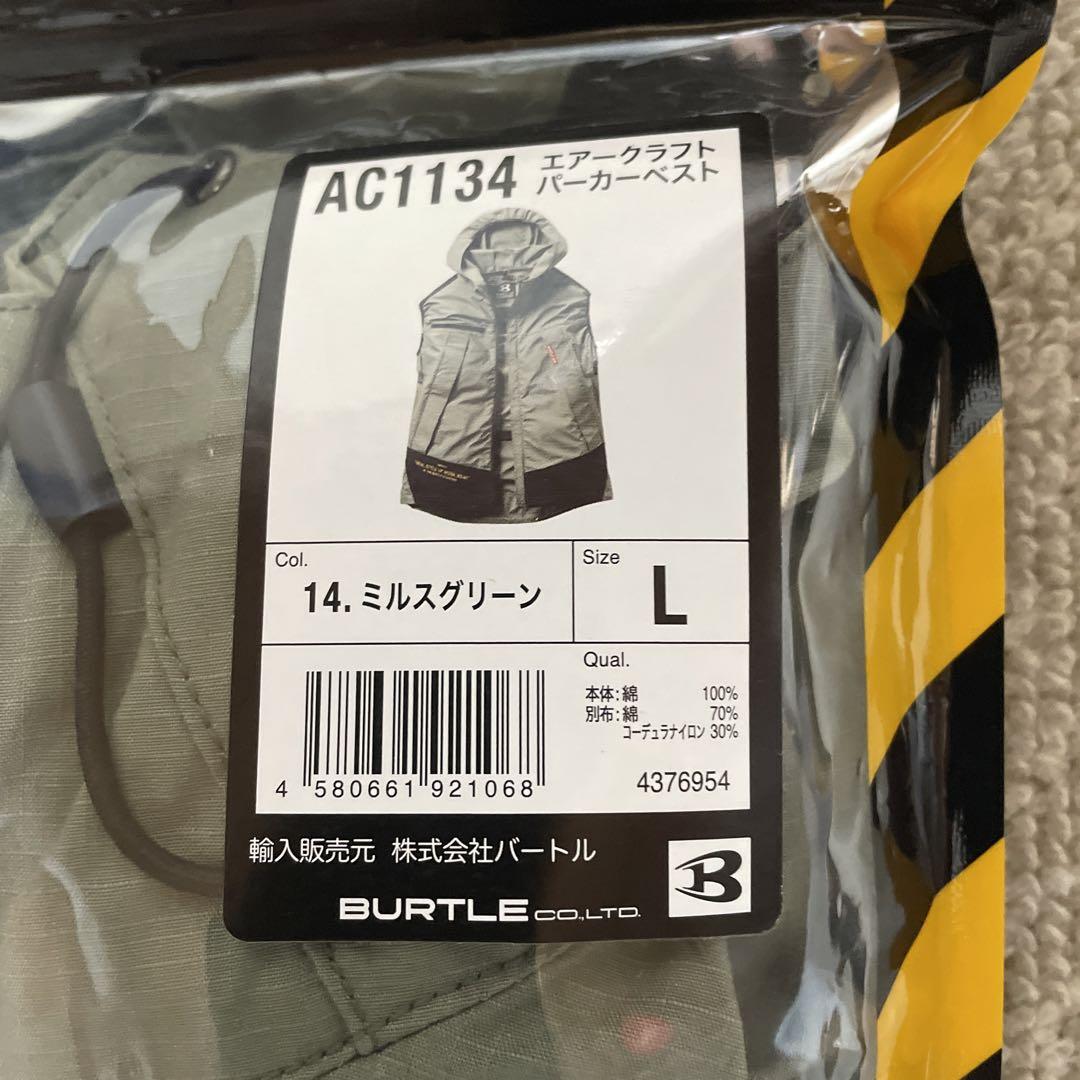 AC1134 エアークラフト
パーカーベスト
Col.
14. ミルスグリーン
Size
L
Qual.
本体:綿 100%
別布:綿 70%
コーデュラナイロン 30%
4 580661 921068
4376954
輸入販売元 株式会社バートル
BURTLE CO.,LTD.
B